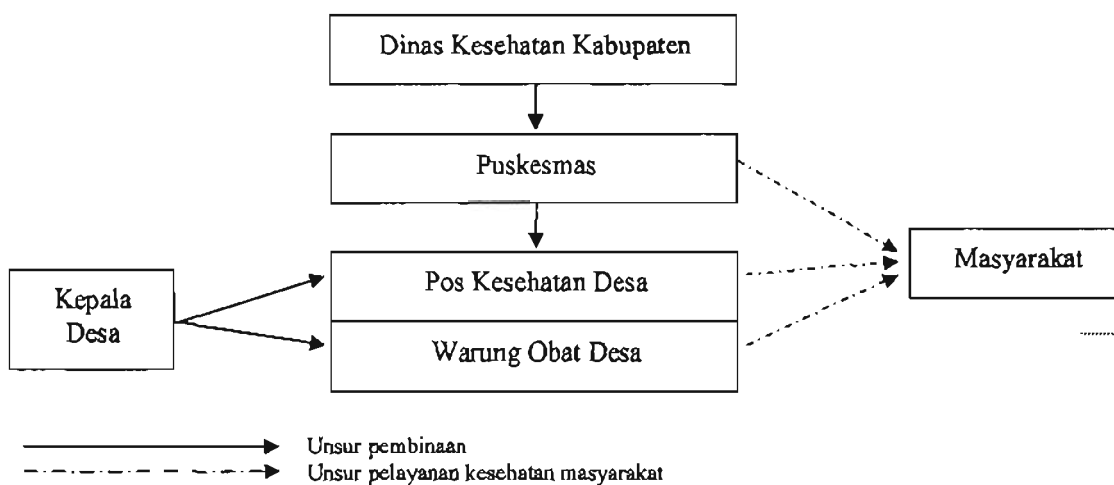 Dinas Kesehatan Kabupaten
Puskesmas
Pos Kesehatan Desa
Warung Obat Desa
Kepala
Desa
Masyarakat
Unsur pembinaan
Unsur pelayanan kesehatan masyarakat